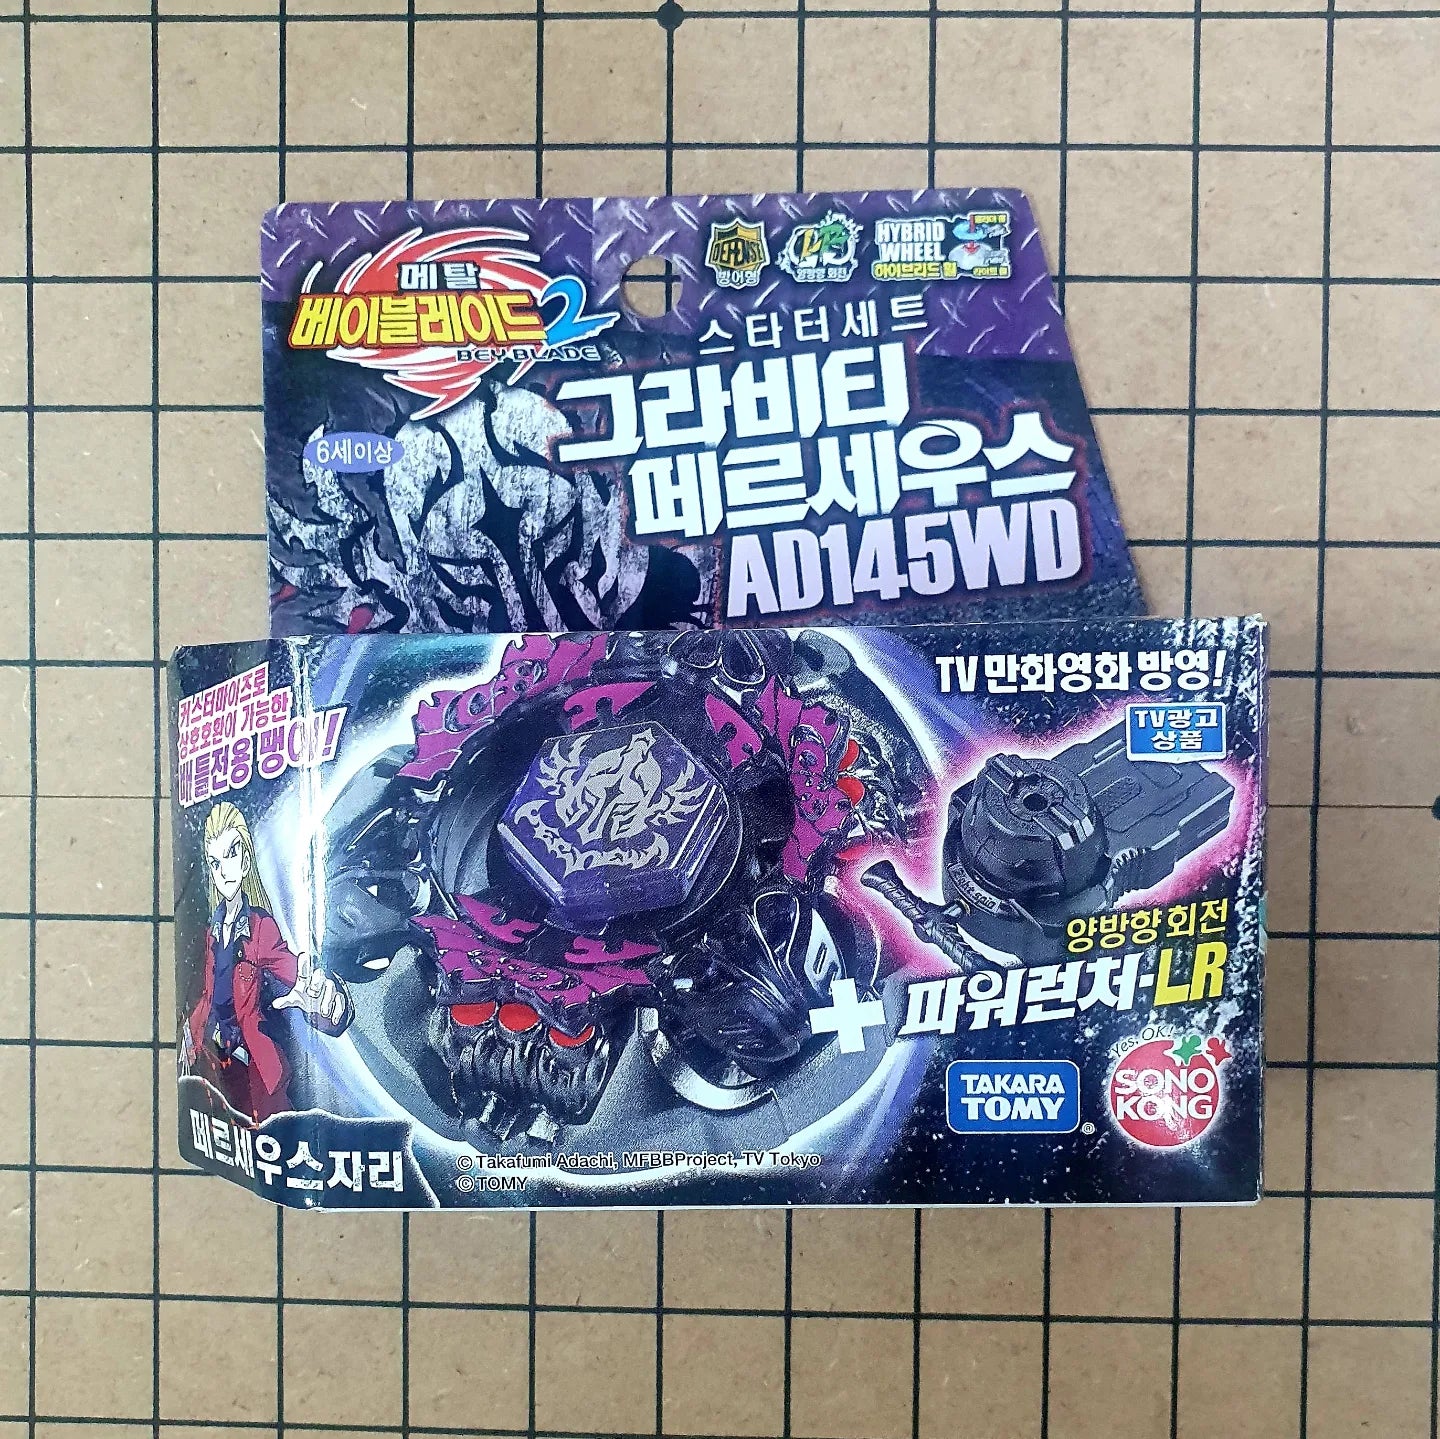 메탈
베이블레이드 2
BEYBLADE
DEFENSE
방어형
LR
양방향 회전
HYBRID
WHEEL
하이브리드 휠
스타터세트
그라비티
페르세우스
AD145WD
6세이상
커스터마이즈로
상호호환이 가능한
배틀전용 팽이!
TV 만화영화 방영!
TV광고
상품
양방향 회전
+ 파워런처-LR
페르세우스자리
TAKARA
TOMY
®
Yes, OK!
SONO
KONG
© Takafumi Adachi, MFBBProject, TV Tokyo
© TOMY